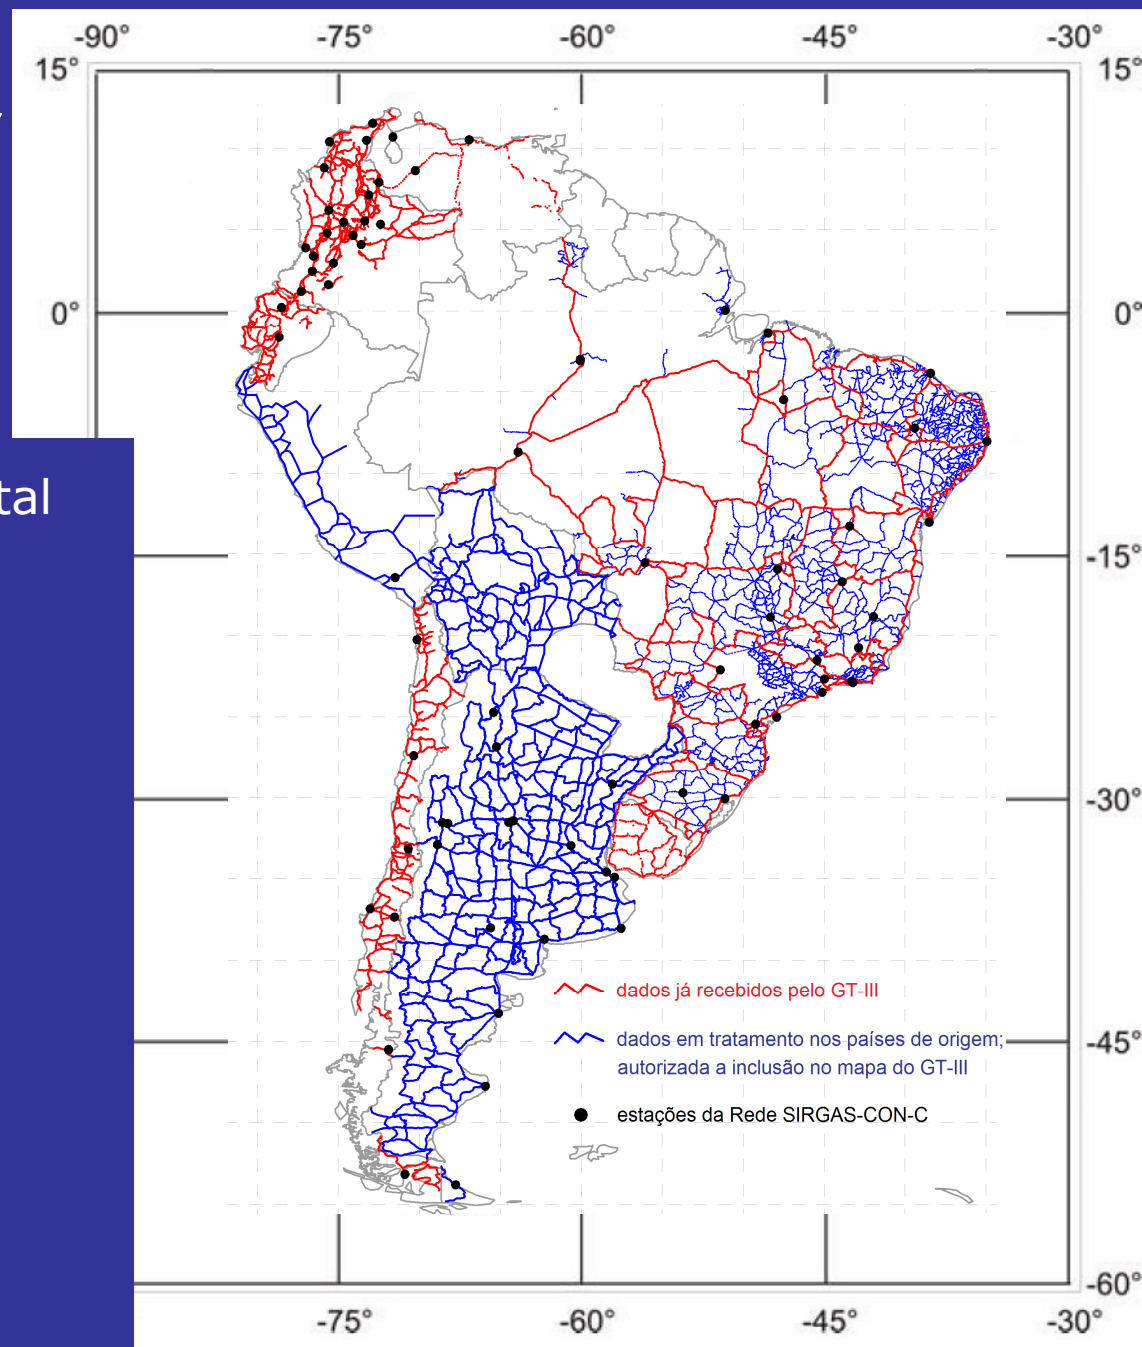 -90° -75° -60° -45° -30°
15° 15°
0° 0°
tal
-15°
-30°
dados já recebidos pelo GT-III
dados em tratamento nos países de origem; -45°
autorizada a inclusão no mapa do GT-III
estações da Rede SIRGAS-CON-C
-60°
-75° -60° -45° -30°